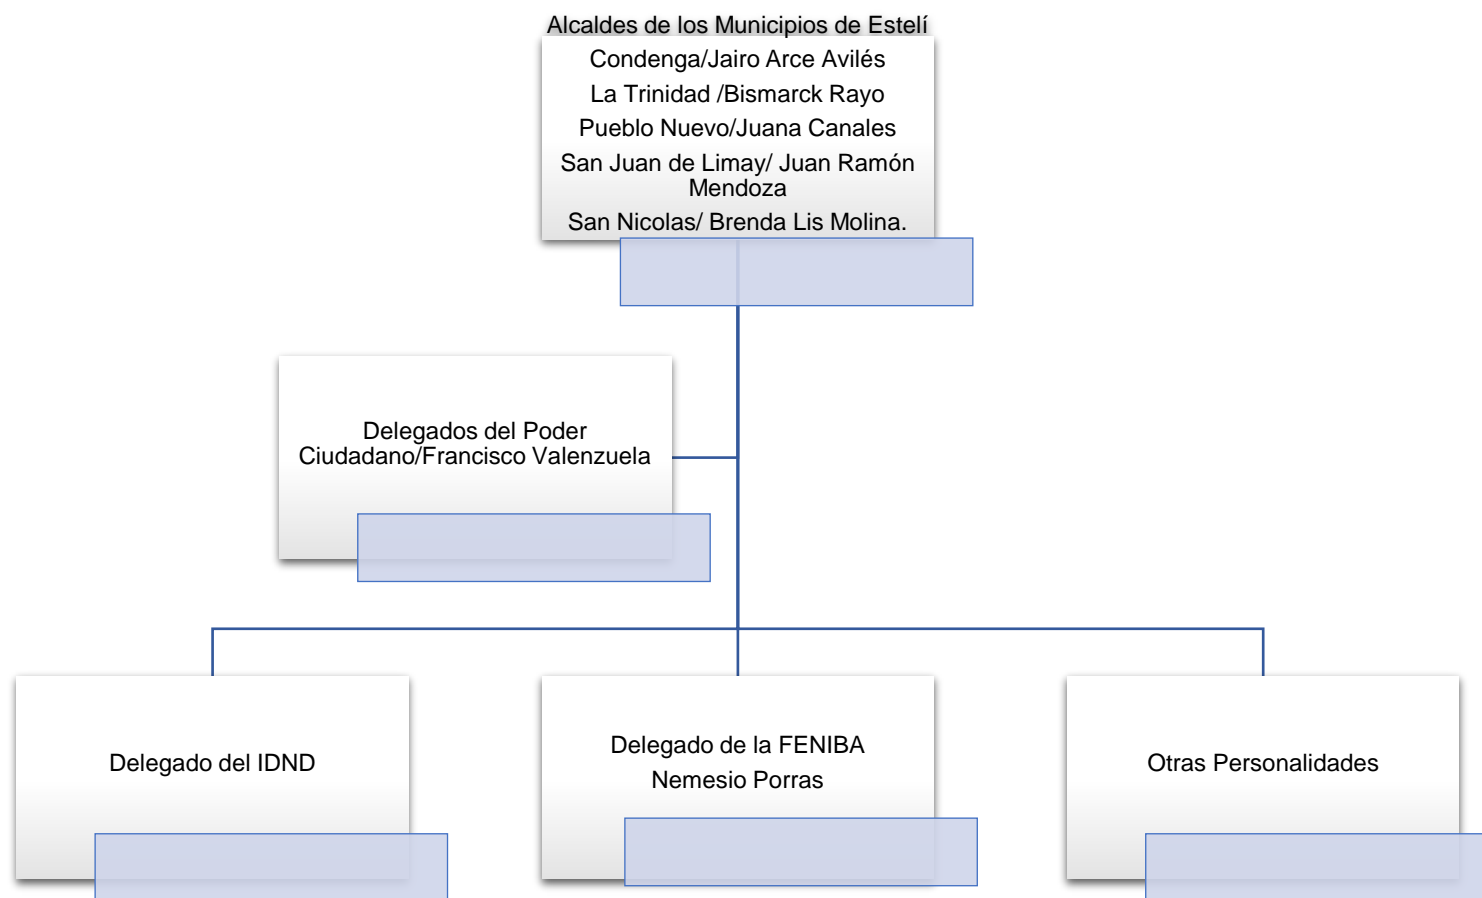 Alcaldes de los Municipios de Estelí
Condenga/Jairo Arce Avilés
La Trinidad /Bismarck Rayo
Pueblo Nuevo/Juana Canales
San Juan de Limay/ Juan Ramón
Mendoza
San Nicolas/ Brenda Lis Molina.
Delegados del Poder
Ciudadano/Francisco Valenzuela
Delegado del IDND
Delegado de la FENIBA
Nemesio Porras
Otras Personalidades